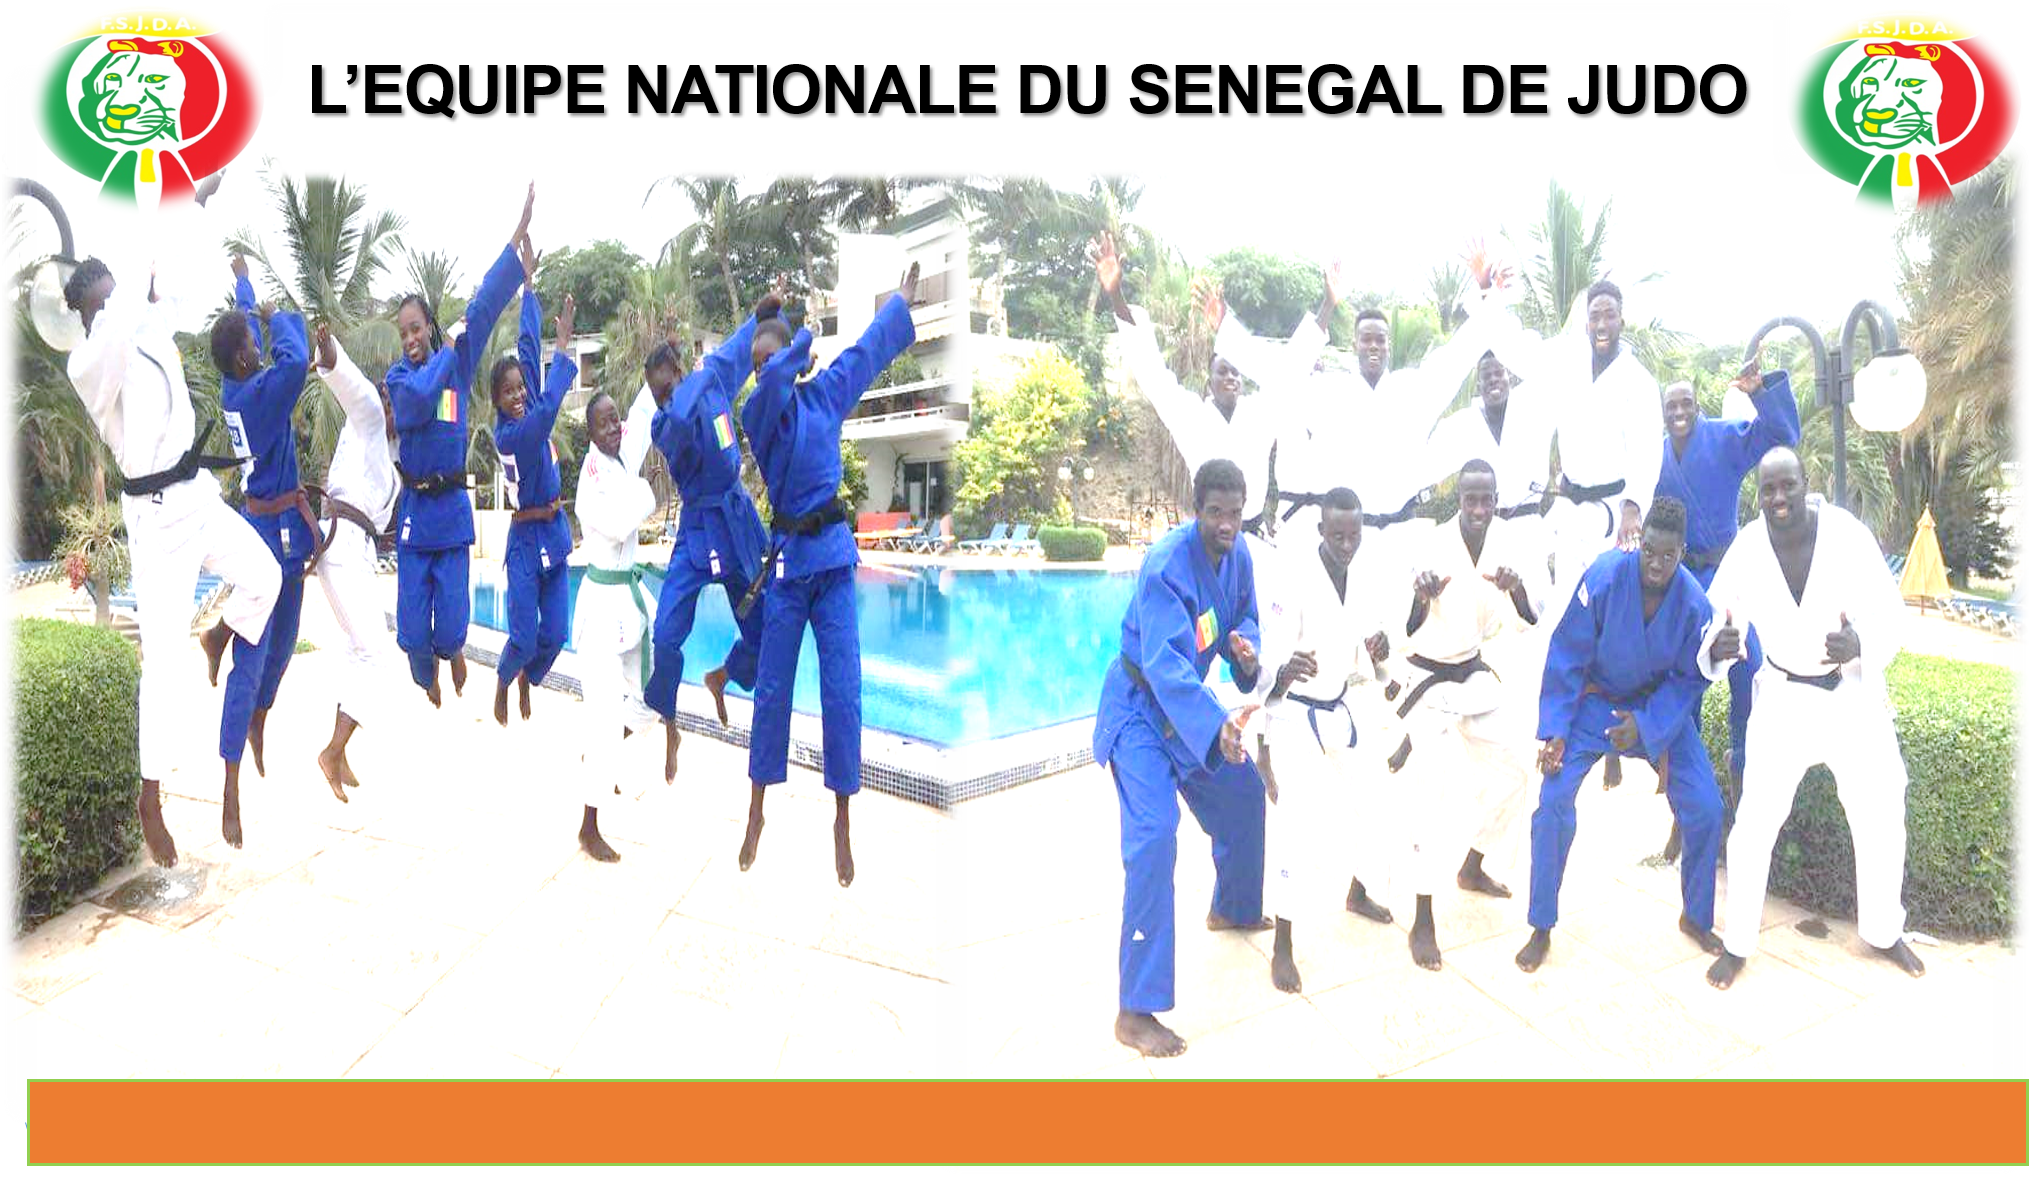 F.S.J.D.A.
L’EQUIPE NATIONALE DU SENEGAL DE JUDO
F.S.J.D.A.